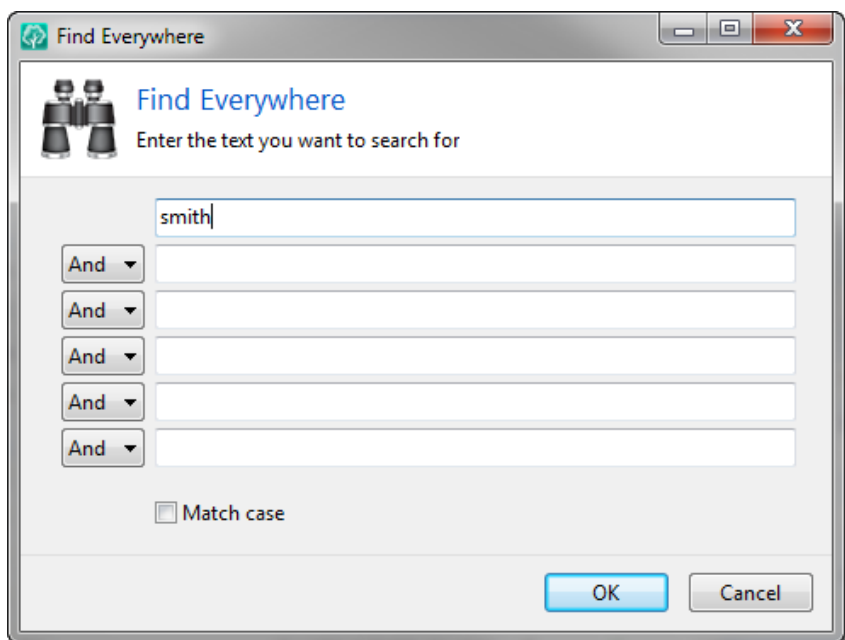 Find Everywhere
Find Everywhere
Enter the text you want to search for
smith
And
And
And
And
And
Match case
OK Cancel